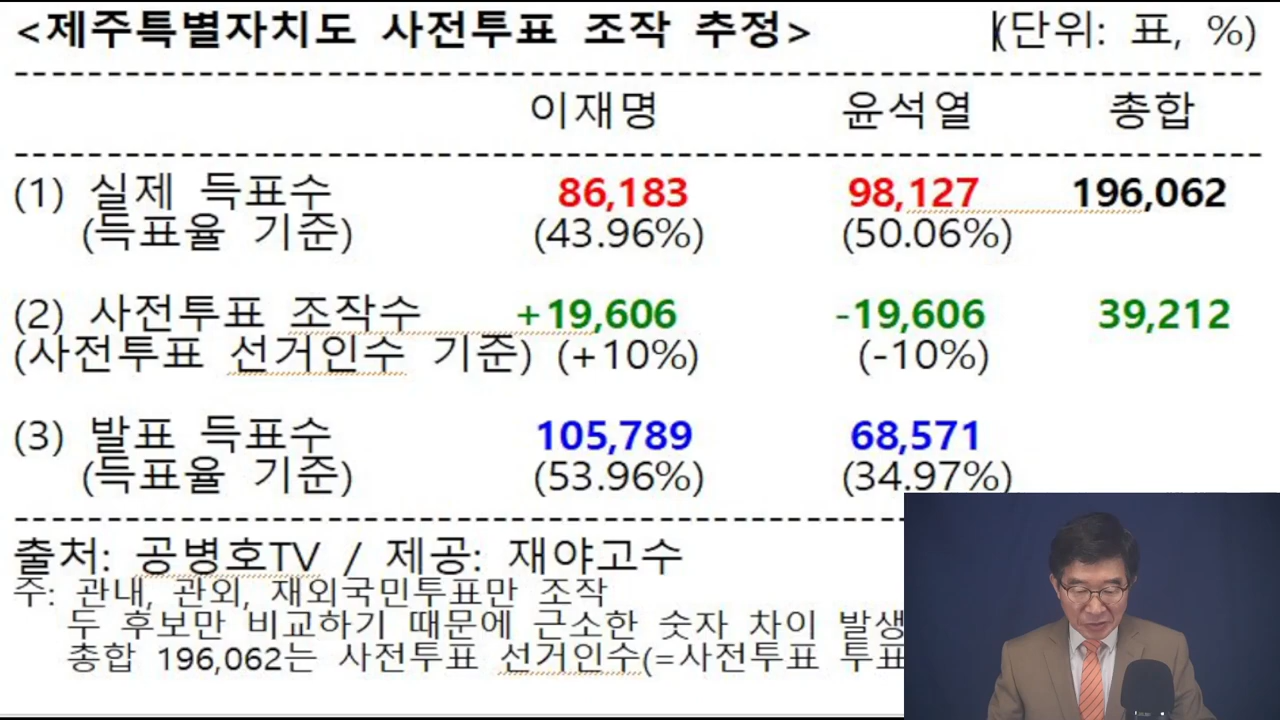 <제주특별자치도 사전투표 조작 추정> (단위: 표, %)
이재명 윤석열 총합
(1) 실제 득표수 86,183 98,127 196,062
(득표율 기준) (43.96%) (50.06%)
(2) 사전투표 조작수 +19,606 -19,606 39,212
(사전투표 선거인수 기준) (+10%) (-10%)
(3) 발표 득표수 105,789 68,571
(득표율 기준) (53.96%) (34.97%)
출처: 공병호TV / 제공: 재야고수
주: 관내, 관외, 재외국민투표만 조작
두 후보만 비교하기 때문에 근소한 숫자 차이 발생
총합 196,062는 사전투표 선거인수(=사전투표 투표